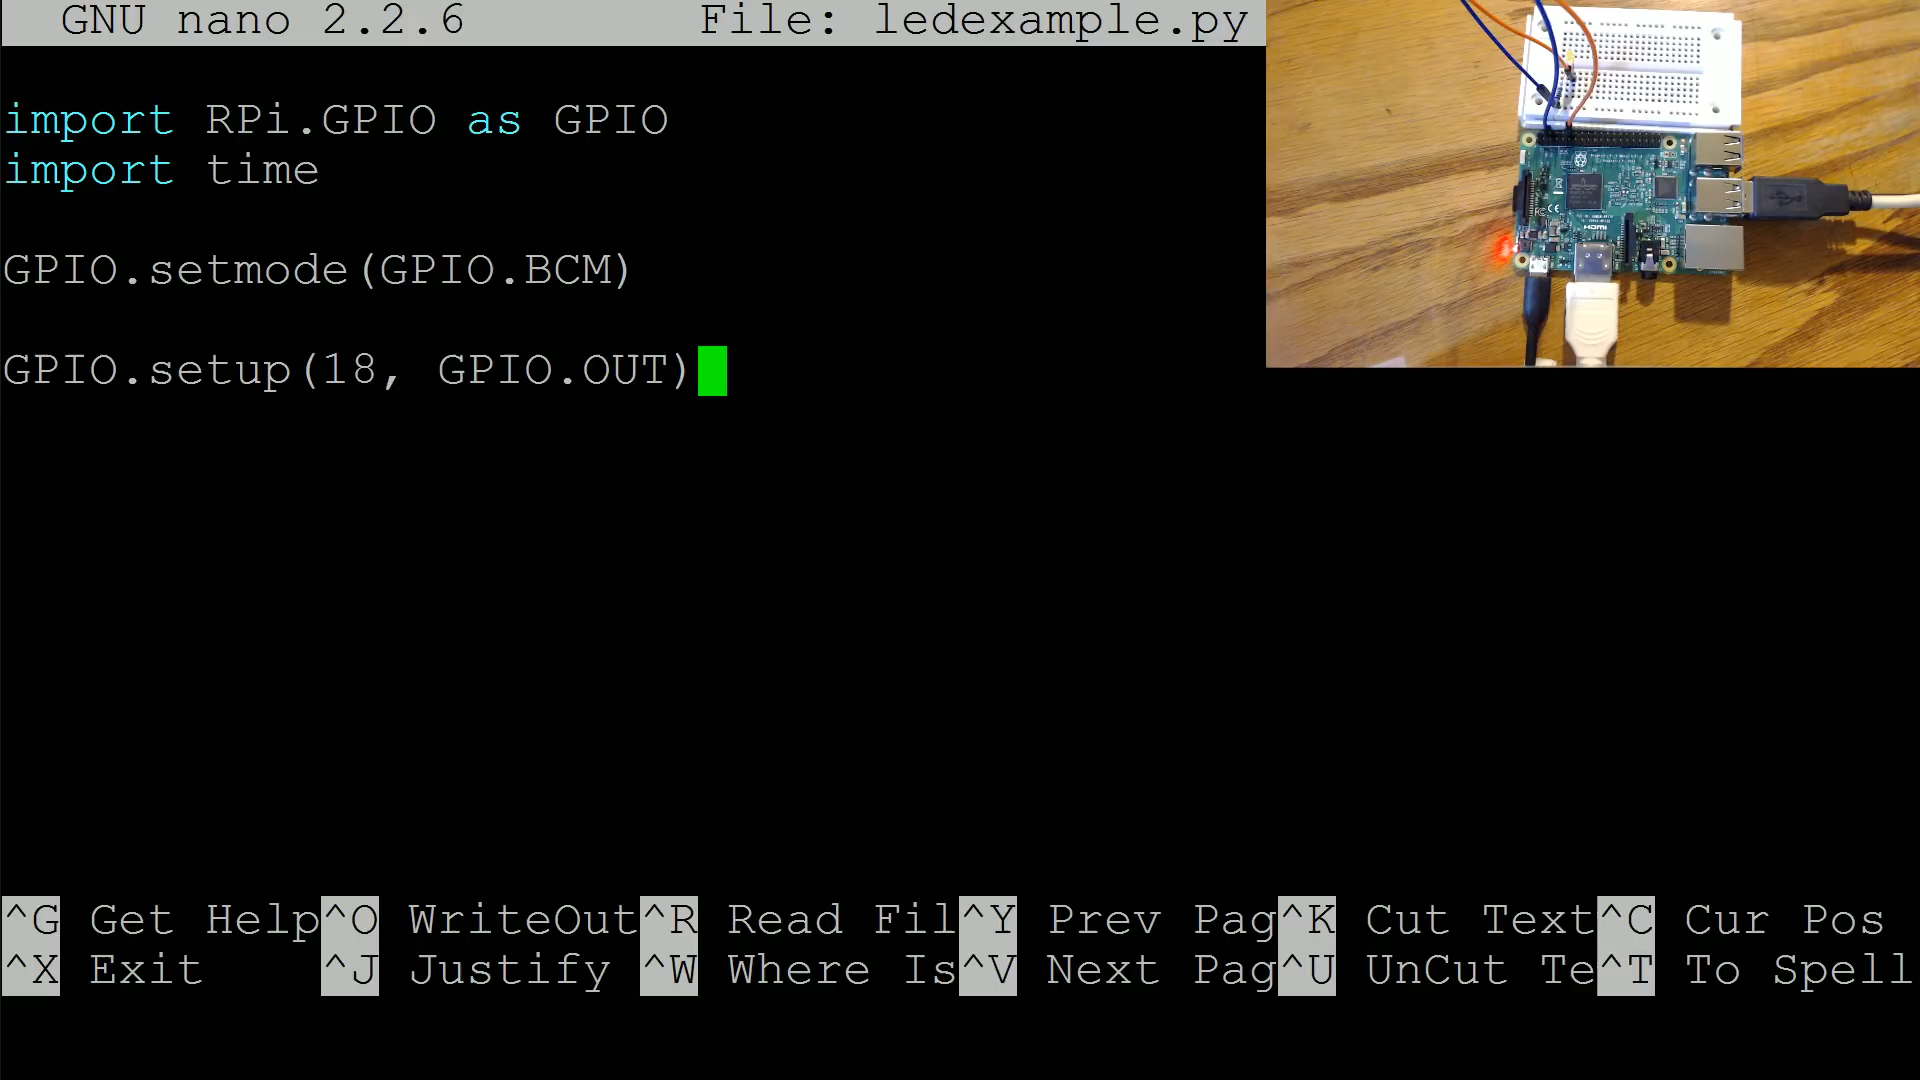 GNU nano 2.2.6 File: ledexample.py
import RPi.GPIO as GPIO
import time
GPIO.setmode(GPIO.BCM)
GPIO.setup(18, GPIO.OUT)
HDMI
^G Get Help ^O WriteOut ^R Read Fil ^Y Prev Pag ^K Cut Text ^C Cur Pos
^X Exit ^J Justify ^W Where Is ^V Next Pag ^U UnCut Te ^T To Spell